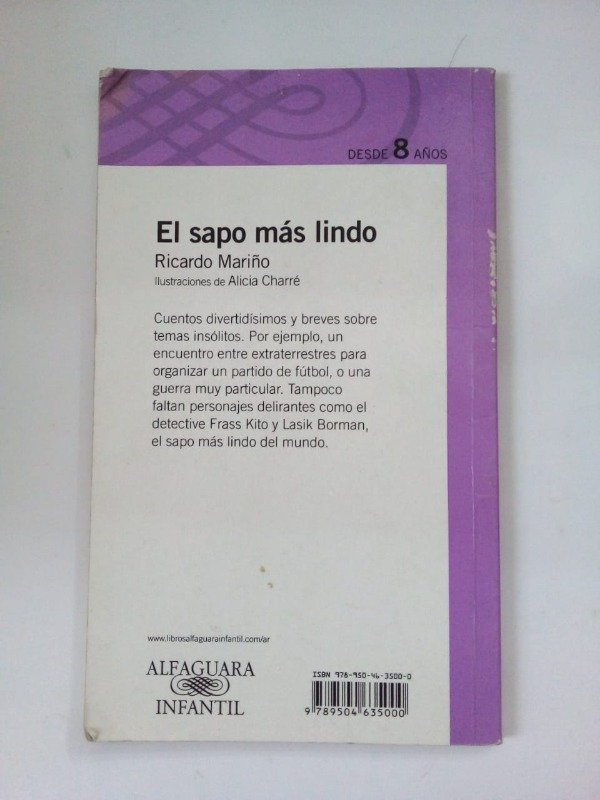 DESDE 8 AÑOS
El sapo más lindo
Ricardo Mariño
Ilustraciones de Alicia Charré
Cuentos divertidísimos y breves sobre
temas insólitos. Por ejemplo, un
encuentro entre extraterrestres para
organizar un partido de fútbol, o una
guerra muy particular. Tampoco
faltan personajes delirantes como el
detective Frass Kito y Lasik Borman,
el sapo más lindo del mundo.
www.librosalfaguarainfantil.com/ar
ALFAGUARA
INFANTIL
ISBN 978-950-46-3500-0
9 789504 635000